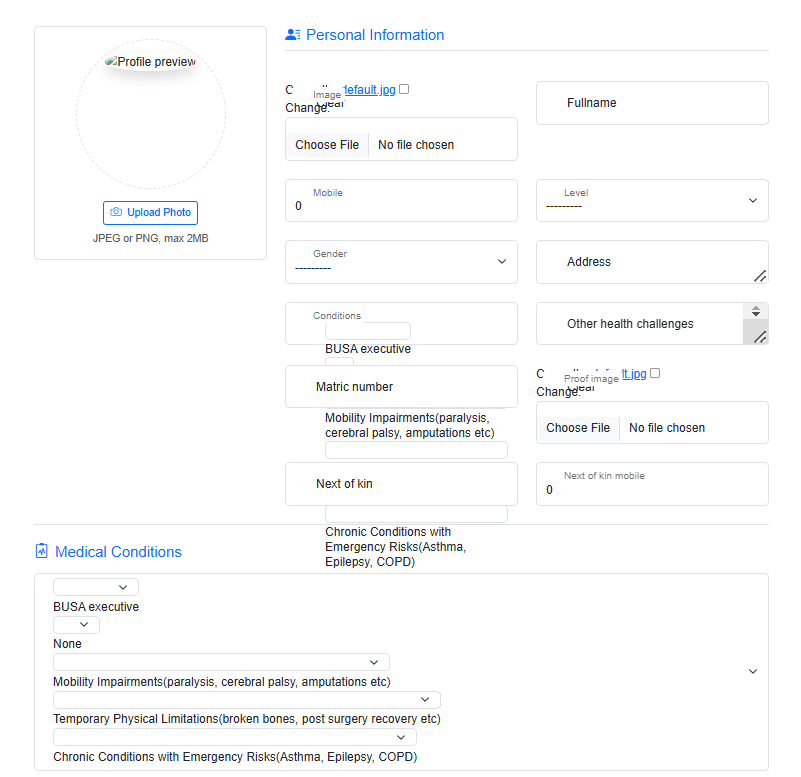 Profile preview
Upload Photo
JPEG or PNG, max 2MB
Personal Information
default.jpg
Image
Clear
Change:
Choose File No file chosen
Fullname
Mobile
0
Level
---------
Gender
---------
Address
Conditions
BUSA executive
Other health challenges
Matric number
Mobility Impairments(paralysis,
cerebral palsy, amputations etc)
Proof image
Clear
Change:
Choose File No file chosen
Next of kin
Next of kin mobile
0
Chronic Conditions with
Emergency Risks(Asthma,
Epilepsy, COPD)
Medical Conditions
BUSA executive
None
Mobility Impairments(paralysis, cerebral palsy, amputations etc)
Temporary Physical Limitations(broken bones, post surgery recovery etc)
Chronic Conditions with Emergency Risks(Asthma, Epilepsy, COPD)